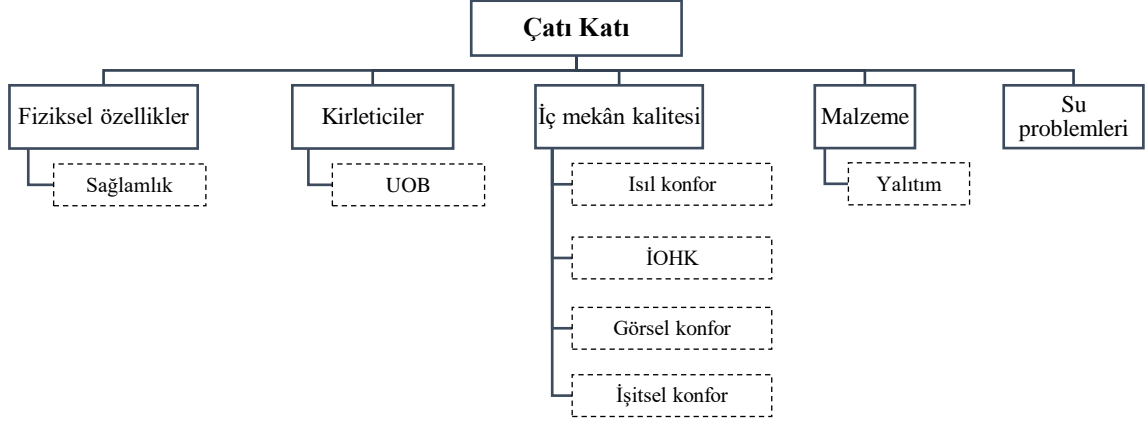 Çatı Katı
Fiziksel özellikler
Kirleticiler
İç mekân kalitesi
Malzeme
Su
problemleri
Sağlamlık
UOB
Isıl konfor
Yalıtım
İOHK
Görsel konfor
İşitsel konfor